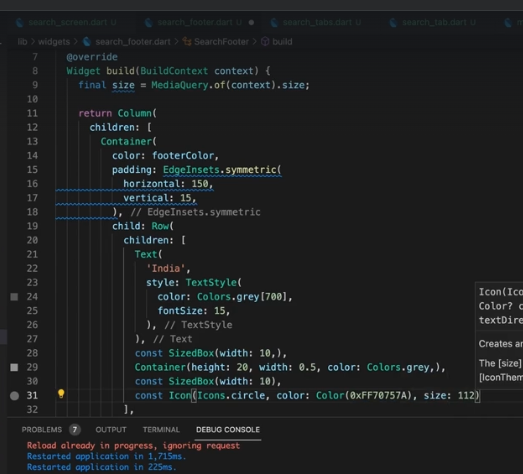 search_screen.dart U search_footer.dart U search_tabs.dart U search_tab.dart U
lib > widgets > search_footer.dart > SearchFooter > build
7 @override
8 Widget build(BuildContext context) {
9 final size = MediaQuery.of(context).size;
10
11 return Column(
12 children: [
13 Container(
14 color: footerColor,
15 padding: EdgeInsets.symmetric(
16 horizontal: 150,
17 vertical: 15,
18 ), // EdgeInsets.symmetric
19 child: Row(
20 children: [
21 Text(
22 'India',
23 style: TextStyle(
24 color: Colors.grey[700],
25 fontSize: 15,
26 ), // TextStyle
27 ), // Text
28 const SizedBox(width: 10,),
29 Container(height: 20, width: 0.5, color: Colors.grey,),
30 const SizedBox(width: 10),
31 const Icon(Icons.circle, color: Color(0xFF70757A), size: 112)
32 ],
Icon(Ico
Color? c
textDire
Creates an
The [size]
[IconThem
PROBLEMS 7 OUTPUT TERMINAL DEBUG CONSOLE
Reload already in progress, ignoring request
Restarted application in 1,715ms.
Restarted application in 225ms.